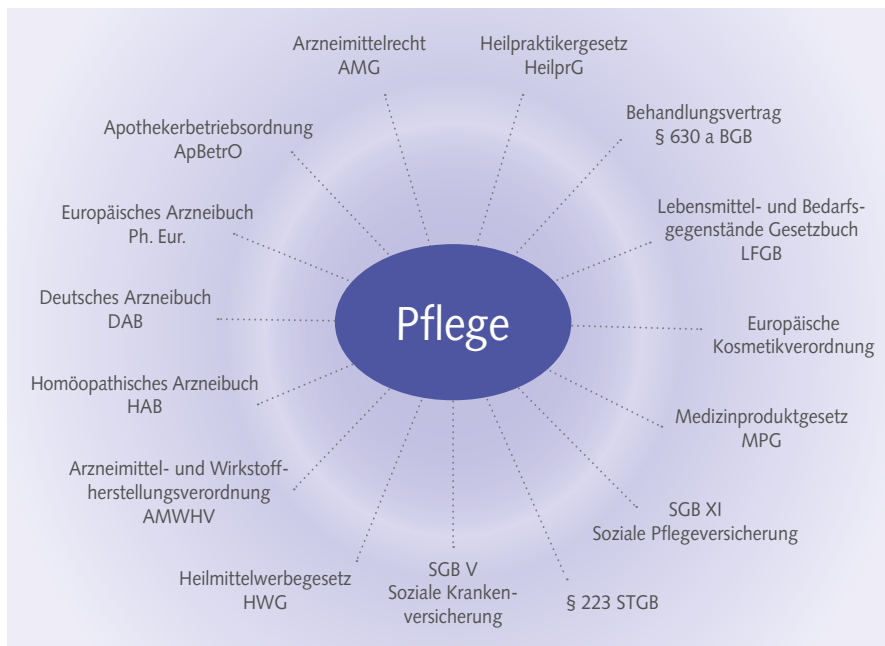 Arzneimittelrecht
AMG
Heilpraktikergesetz
HeilprG
Behandlungsvertrag
§ 630 a BGB
Apothekerbetriebsordnung
ApBetrO
Lebensmittel- und Bedarfs-
gegenstände Gesetzbuch
LFGB
Europäisches Arzneibuch
Ph. Eur.
Deutsches Arzneibuch
DAB
Pflege
Europäische
Kosmetikverordnung
Homöopathisches Arzneibuch
HAB
Medizinproduktgesetz
MPG
Arzneimittel- und Wirkstoff-
herstellungsverordnung
AMWHV
SGB XI
Soziale Pflegeversicherung
Heilmittelwerbegesetz
HWG
SGB V
Soziale Kranken-
versicherung
§ 223 STGB